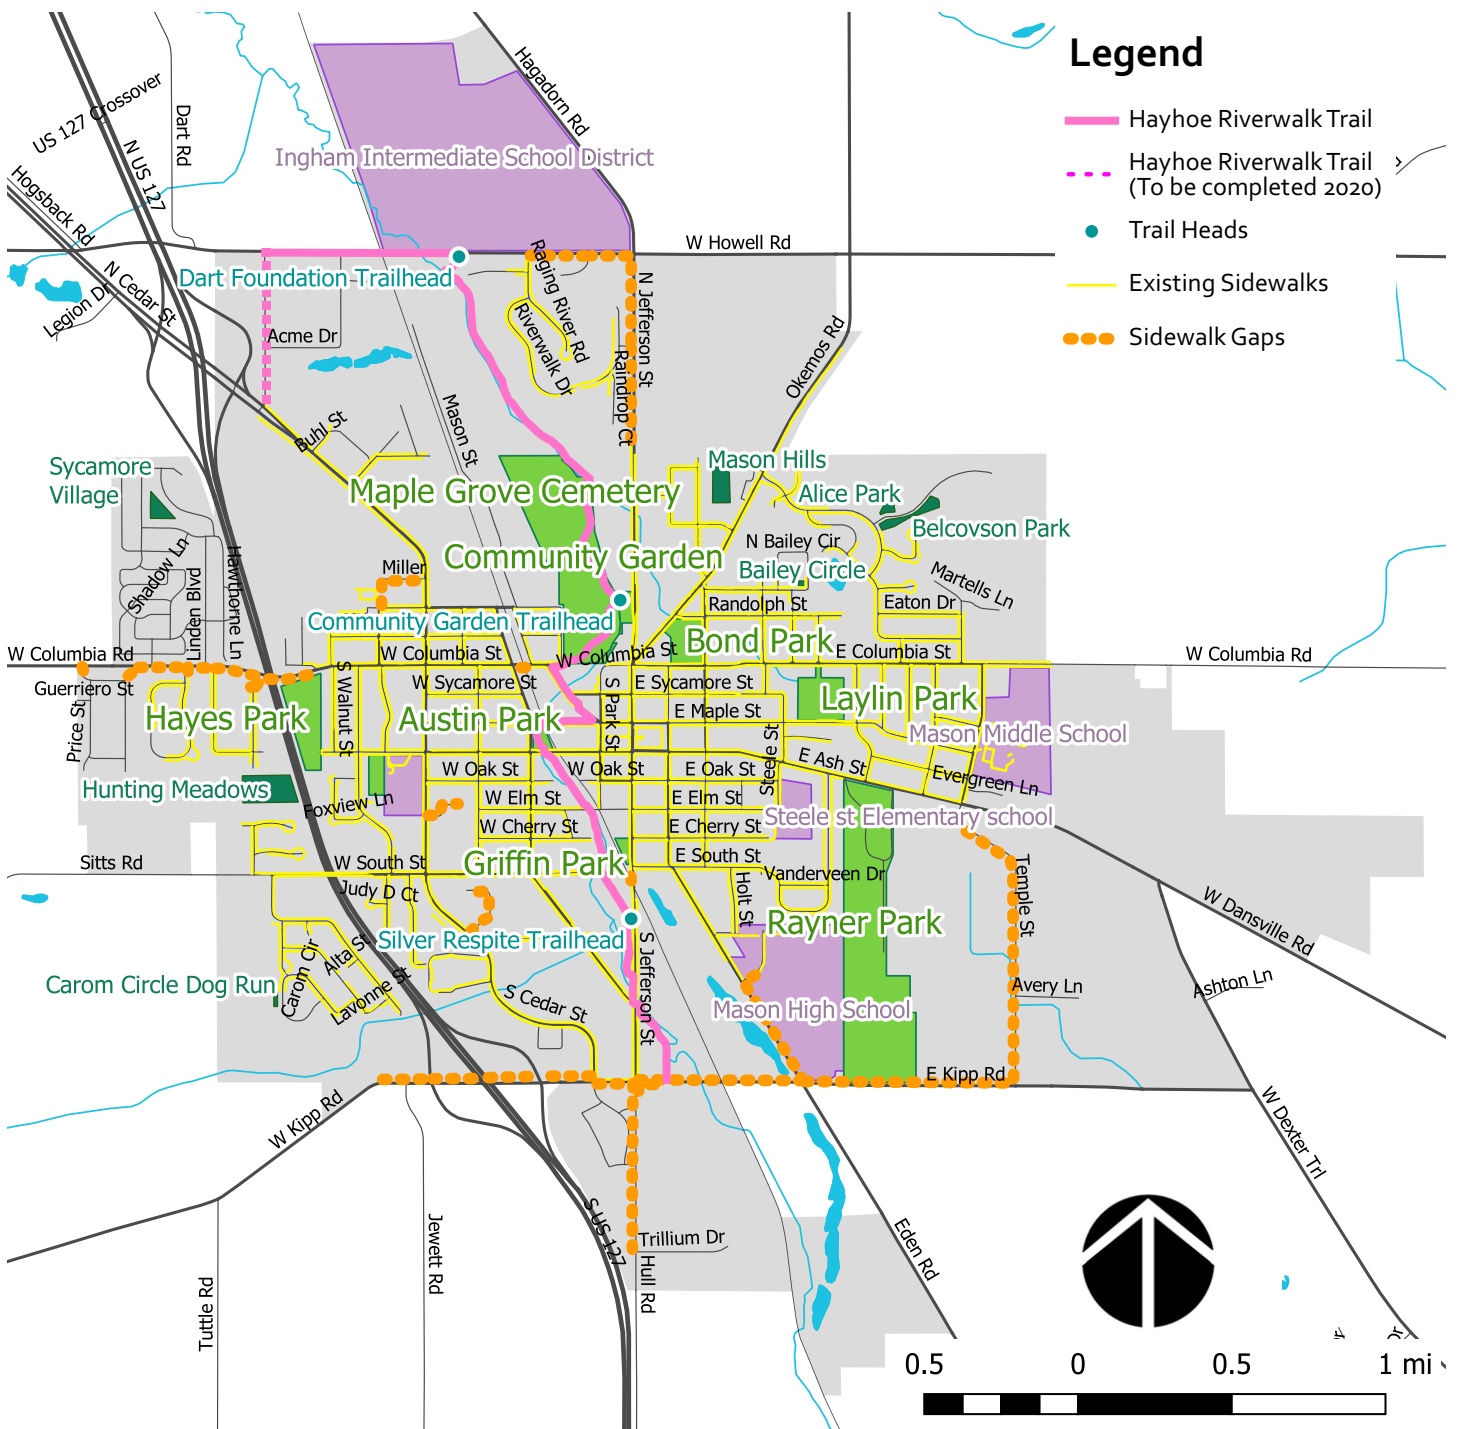 Legend
Hayhoe Riverwalk Trail
Hayhoe Riverwalk Trail
(To be completed 2020)
Trail Heads
Existing Sidewalks
Sidewalk Gaps
Hagadorn Rd
US 127 Crossover
Dart Rd
N US 127
Ingham Intermediate School District
Hogsback Rd
W Howell Rd
N Cedar St
Legion Dr
Dart Foundation Trailhead
Raging River Rd
N Jefferson St
Acme Dr
Riverwalk Dr
Raindrop Ct
Okemos Rd
Mason St
Buhl St
Sycamore
Village
Mason Hills
Maple Grove Cemetery
Alice Park
Belcovson Park
Shadow Ln
Linden Blvd
Hawthorne Ln
Community Garden
N Bailey Cir
Miller
Bailey Circle
Martells Ln
Randolph St
Eaton Dr
Community Garden Trailhead
Bond Park
W Columbia Rd
W Columbia St
W Columbia St
E Columbia St
W Columbia Rd
Guerriero St
S Walnut St
W Sycamore St
S Park St
E Sycamore St
Laylin Park
Price St
Hayes Park
Austin Park
E Maple St
Mason Middle School
Steele St
E Ash St
W Oak St
W Oak St
E Oak St
Evergreen Ln
Hunting Meadows
Foxview Ln
W Elm St
E Elm St
Steele st Elementary school
W Cherry St
E Cherry St
Sitts Rd
W South St
Griffin Park
E South St
Vanderveen Dr
Judy D Ct
Holt St
Temple St
W Dansville Rd
Rayner Park
Silver Respite Trailhead
Alta St
Carom Cir
Carom Circle Dog Run
Lavonne St
S Cedar St
S Jefferson St
Mason High School
Avery Ln
Ashton Ln
E Kipp Rd
W Kipp Rd
W Dexter Trl
Jewett Rd
Tuttle Rd
S US 127
Trillium Dr
Hull Rd
Eden Rd
0.5 0 0.5 1 mi